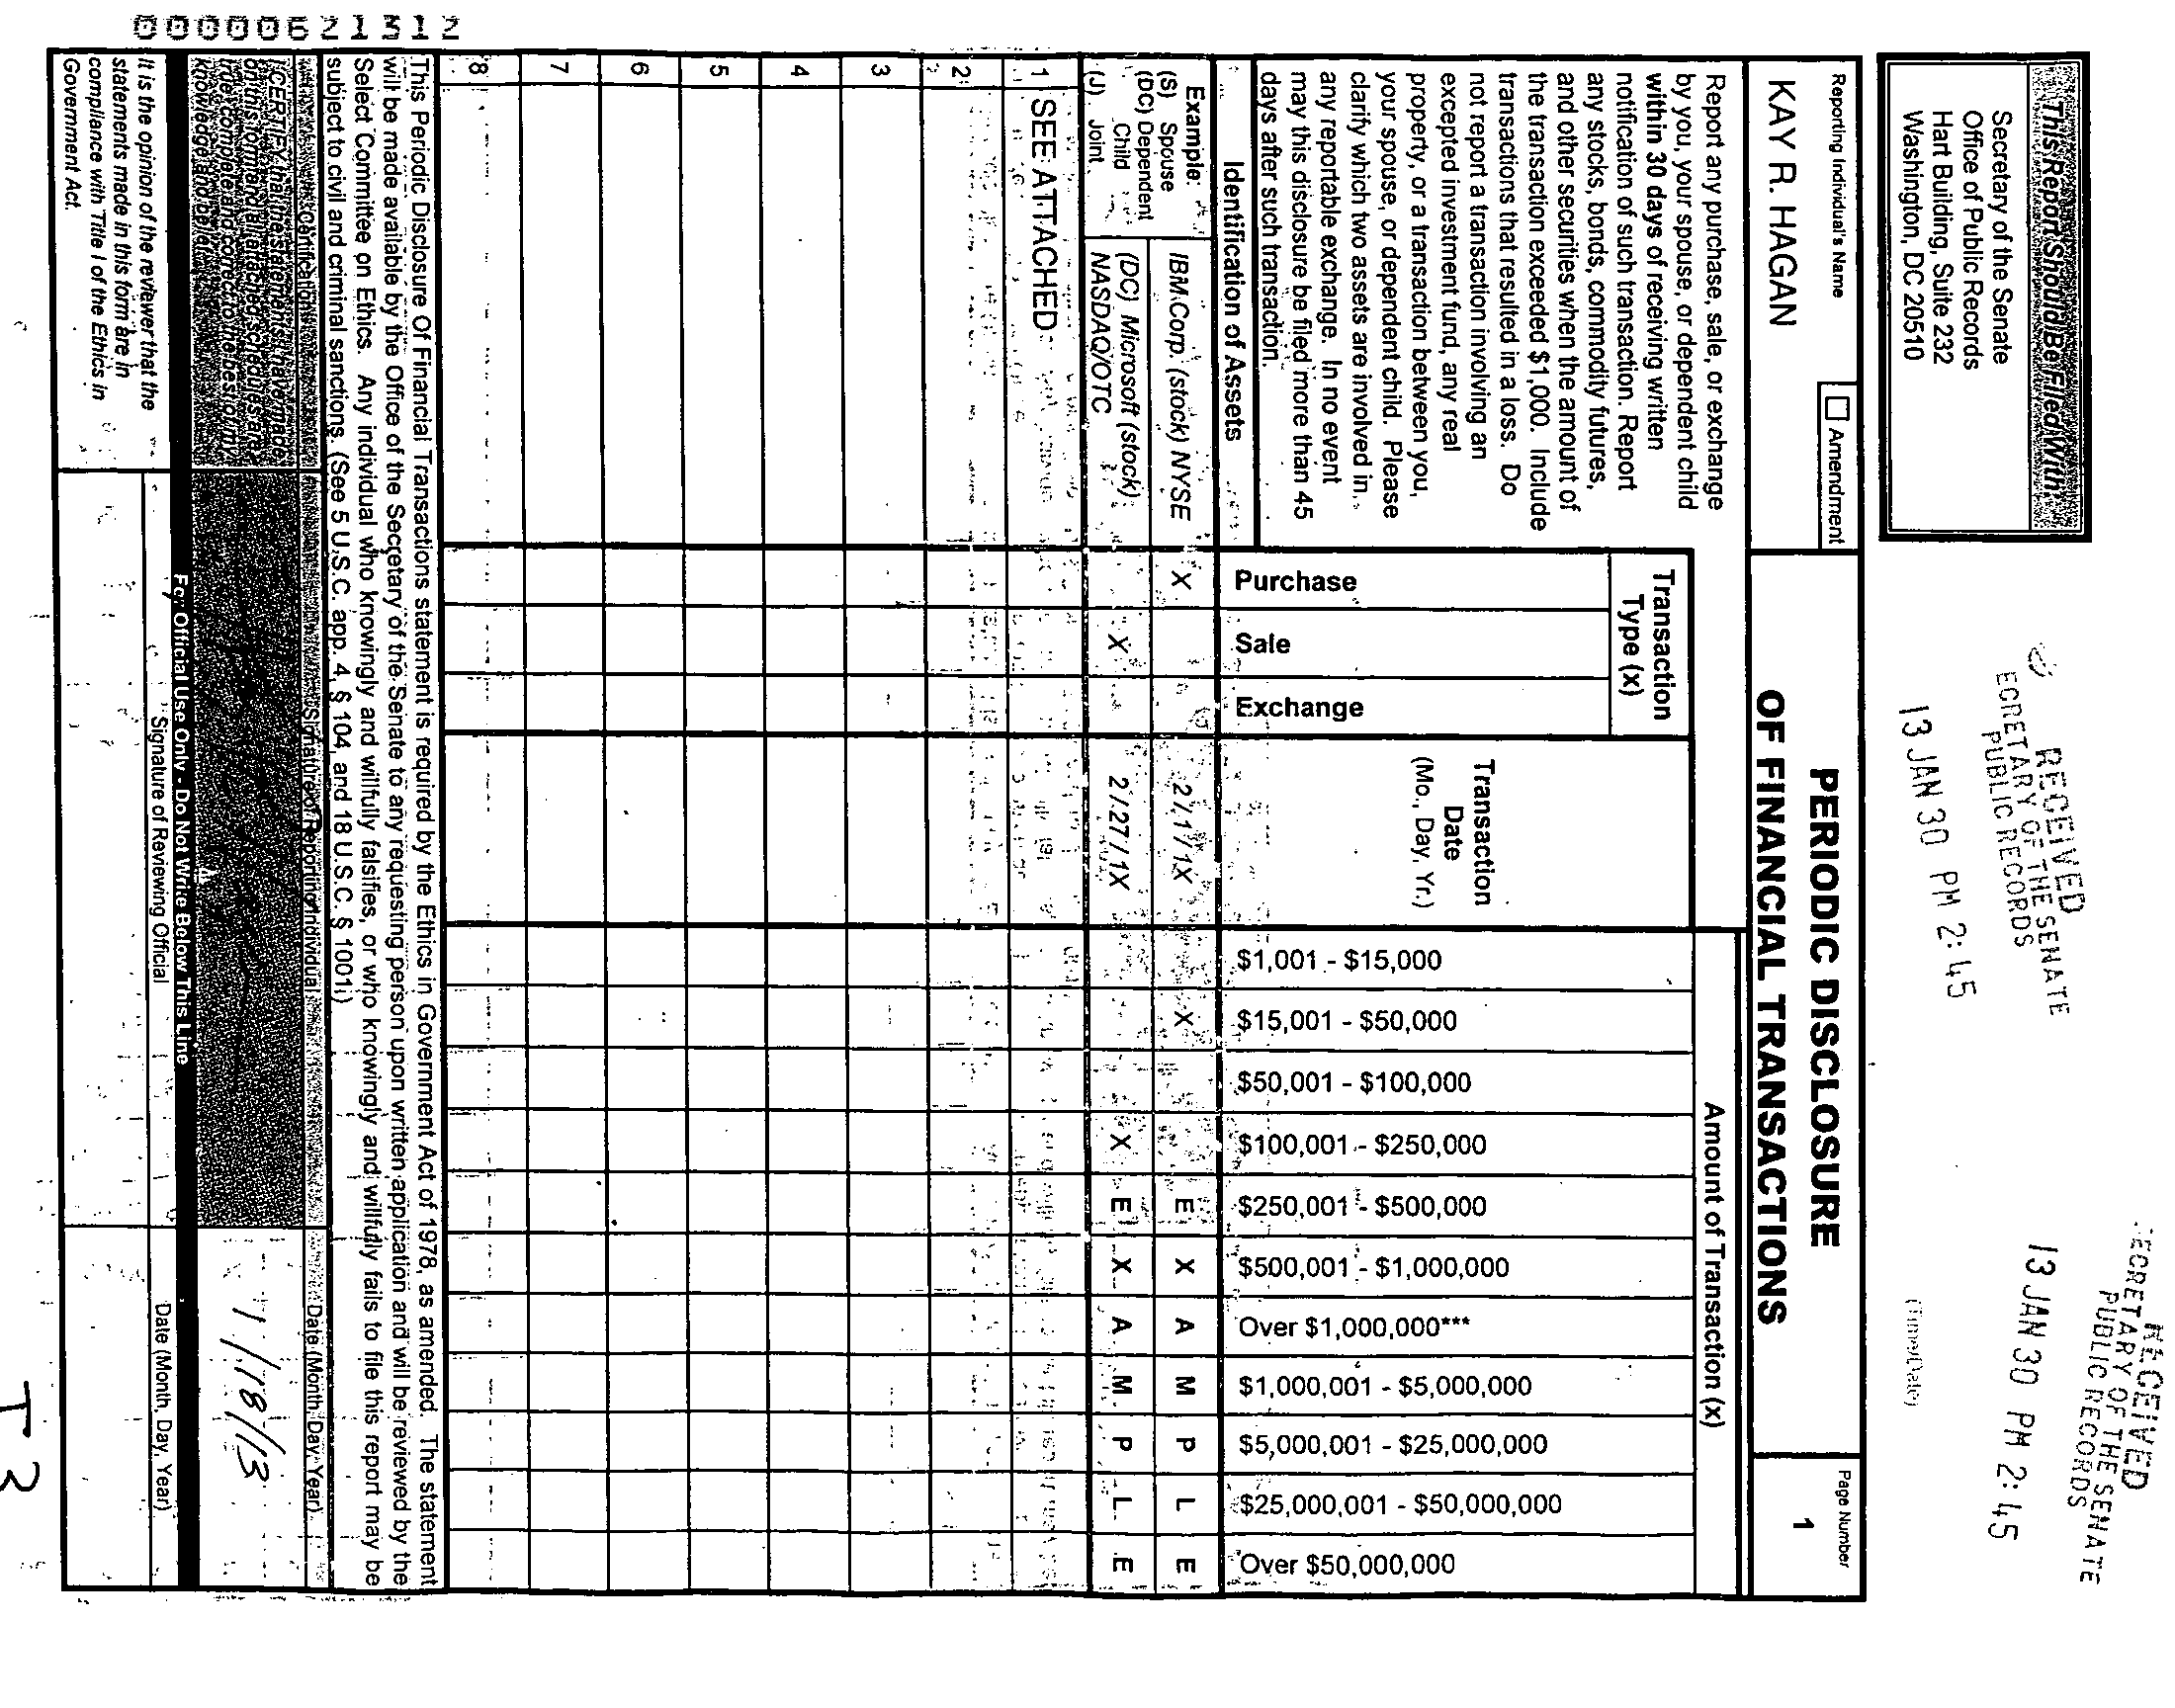 This Report Should Be Filed With:
Secretary of the Senate
Office of Public Records
Hart Building, Suite 232
Washington, DC 20510
RECEIVED
SECRETARY OF THE SENATE
PUBLIC RECORDS
13 JAN 30 PM 2:45
RECEIVED
SECRETARY OF THE SENATE
PUBLIC RECORDS
13 JAN 30 PM 2:45
(Time/Date)
Reporting Individual's Name
Amendment
KAY R. HAGAN
PERIODIC DISCLOSURE
OF FINANCIAL TRANSACTIONS
Page Number
1
Report any purchase, sale, or exchange
by you, your spouse, or dependent child
within 30 days of receiving written
notification of such transaction. Report
any stocks, bonds, commodity futures,
and other securities when the amount of
the transaction exceeded $1,000. Include
transactions that resulted in a loss. Do
not report a transaction involving an
excepted investment fund, any real
property, or a transaction between you,
your spouse, or dependent child. Please
clarify which two assets are involved in
any reportable exchange. In no event
may this disclosure be filed more than 45
days after such transaction.
Identification of Assets
Transaction
Type (x)
Purchase
Sale
Exchange
Transaction
Date
(Mo., Day, Yr.)
Amount of Transaction (x)
$1,001 - $15,000
$15,001 - $50,000
$50,001 - $100,000
$100,001 - $250,000
$250,001 - $500,000
$500,001 - $1,000,000
Over $1,000,000***
$1,000,001 - $5,000,000
$5,000,001 - $25,000,000
$25,000,001 - $50,000,000
Over $50,000,000
Example:
(S) Spouse
(DC) Dependent
Child
(J) Joint
IBM Corp. (stock) NYSE X 2/1/1X X E X A M P L E
(DC) Microsoft (stock)
NASDAQ/OTC X 2/27/1X X E X A M P L E
1 SEE ATTACHED
2
3
4
5
6
7
8
This Periodic Disclosure Of Financial Transactions statement is required by the Ethics in Government Act of 1978, as amended. The statement
will be made available by the Office of the Secretary of the Senate to any requesting person upon written application and will be reviewed by the
Select Committee on Ethics. Any individual who knowingly and willfully falsifies, or who knowingly and willfully fails to file this report may be
subject to civil and criminal sanctions. (See 5 U.S.C. app. 4, § 104, and 18 U.S.C. § 1001.)
Certification
Signature of Reporting Individual
Date (Month, Day, Year)
I CERTIFY that the statements I have made
on this form and all attached schedules are
true, complete and correct to the best of my
knowledge and belief.
1/18/13
For Official Use Only - Do Not Write Below This Line
It is the opinion of the reviewer that the
statements made in this form are in
compliance with Title I of the Ethics in
Government Act.
Signature of Reviewing Official
Date (Month, Day, Year)
T3